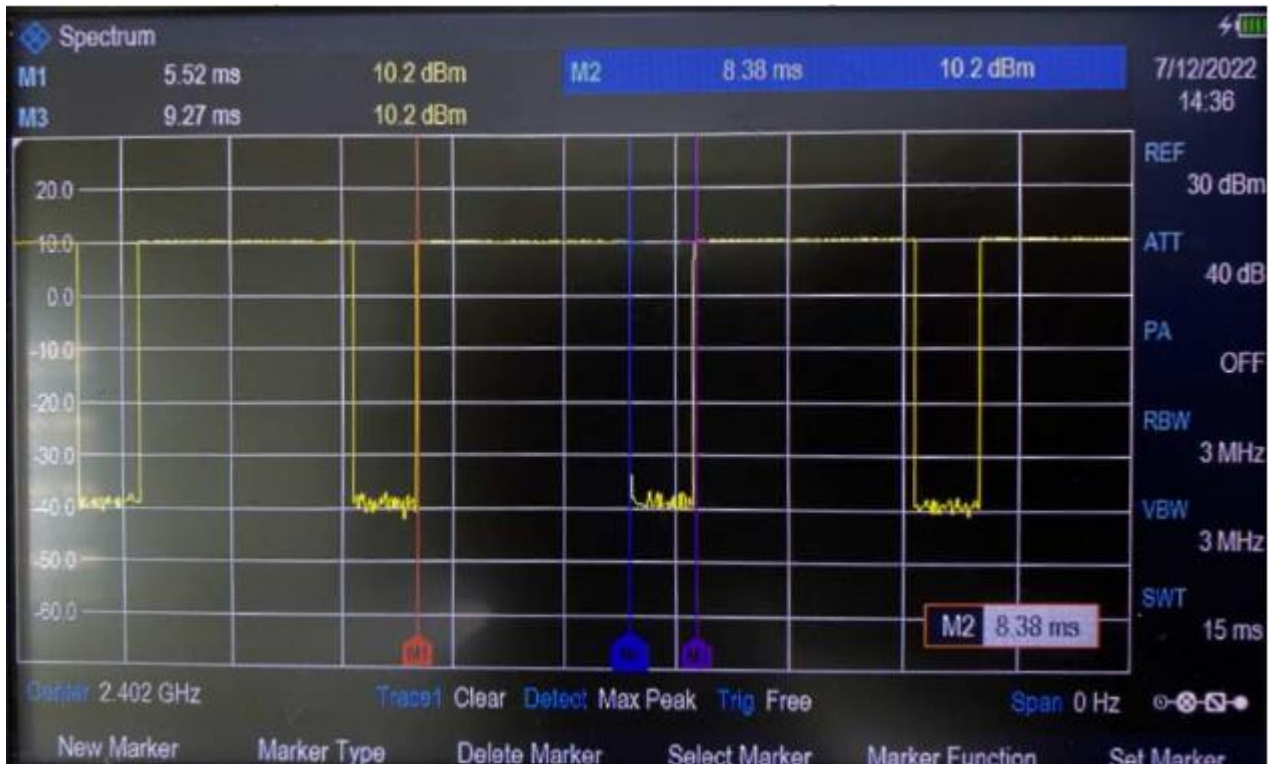 Spectrum
M1 5.52 ms 10.2 dBm M2 8.38 ms 10.2 dBm
M3 9.27 ms 10.2 dBm
7/12/2022
14:36
REF
30 dBm
20.0
10.0
ATT
40 dB
0.0
PA
OFF
-10.0
-20.0
RBW
3 MHz
-30.0
-40.0
VBW
3 MHz
-50.0
-60.0
SWT
15 ms
M2 8.38 ms
M1
Center 2.402 GHz Trace1 Clear Detect Max Peak Trig Free Span 0 Hz
New Marker Marker Type Delete Marker Select Marker Marker Function Set Marker